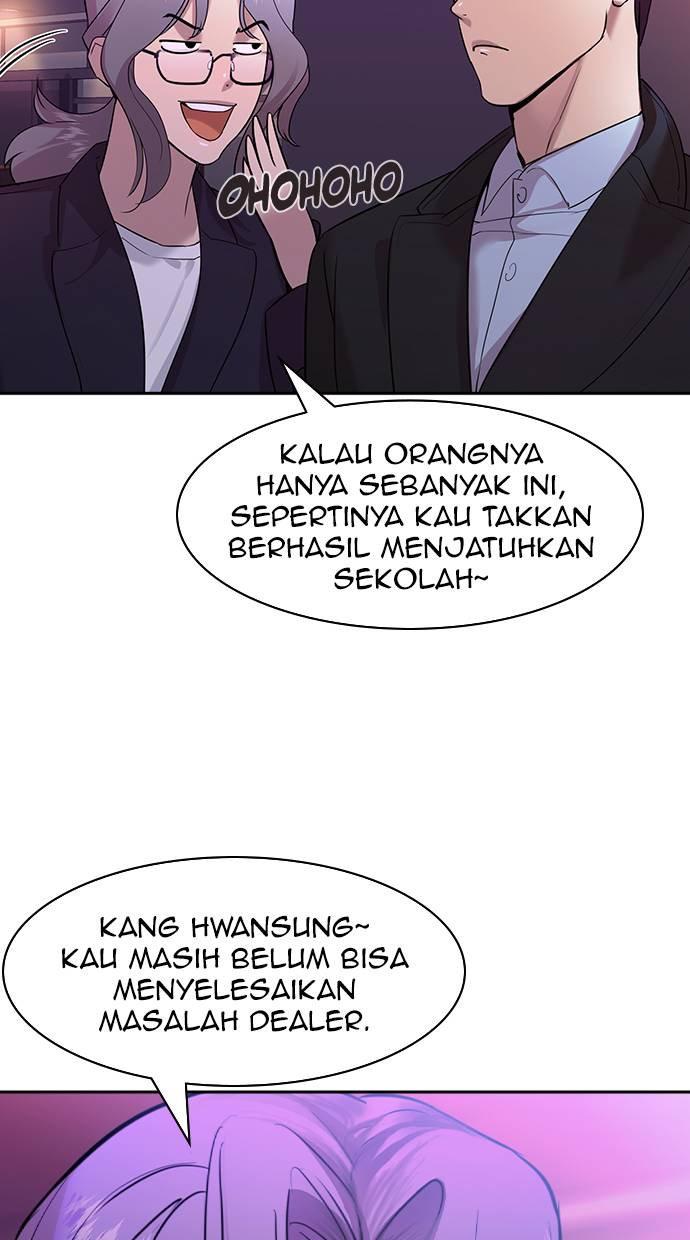 OHOHOHO
KALAU ORANGNYA
HANYA SEBANYAK INI,
SEPERTINYA KAU TAKKAN
BERHASIL MENJATUHKAN
SEKOLAH~
KANG HWANSUNG~
KAU MASIH BELUM BISA
MENYELESAIKAN
MASALAH DEALER.